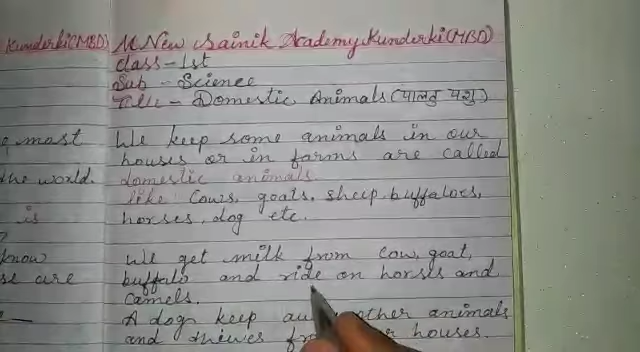 Kunderki(MBD) M.New Sainik Academy Kunderki(MBD)
Class-1st
Sub - Science
Title - Domestic Animals (पालतु पशु)
most We keep some animals in our
houses or in farms are called
the world. domestic animals.
like Cows, goats, sheep, buffaloes,
is horses, dog etc.
know We get milk from cow, goat,
se are buffalo and ride on horses and
camels.
A dog keep other animals
and thieves houses.